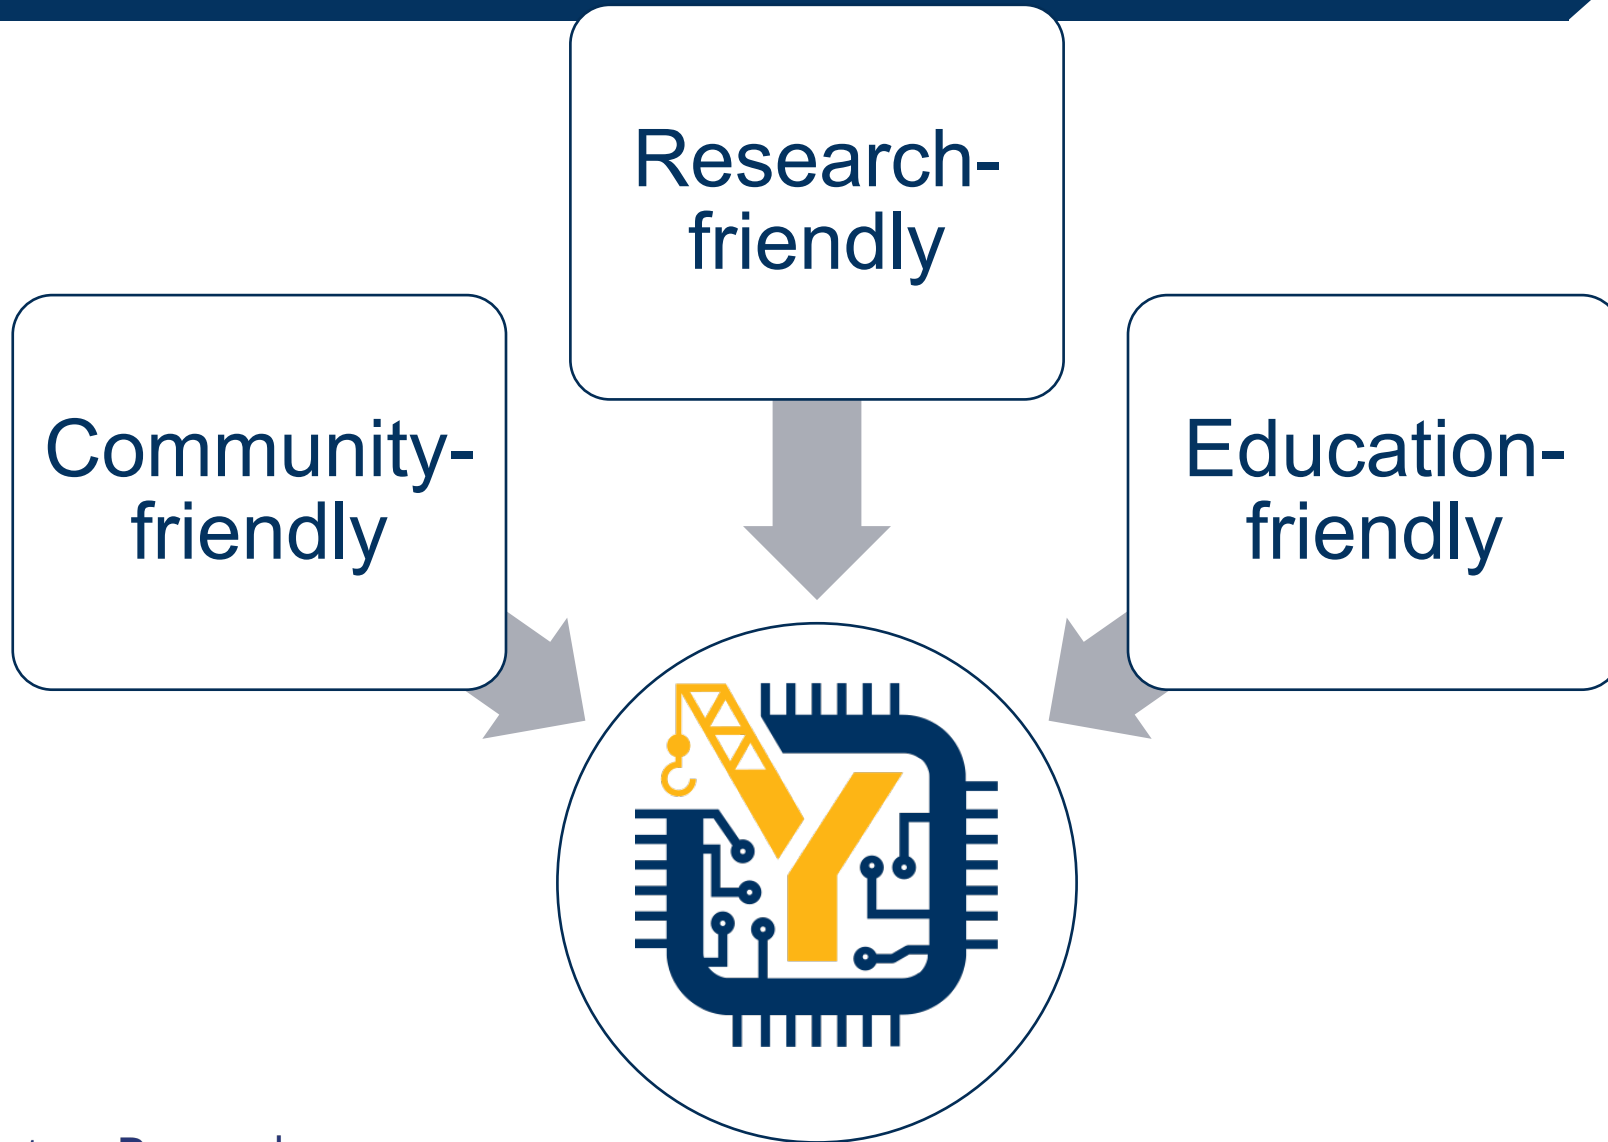 Research-
friendly
Community-
friendly
Education-
friendly
Y